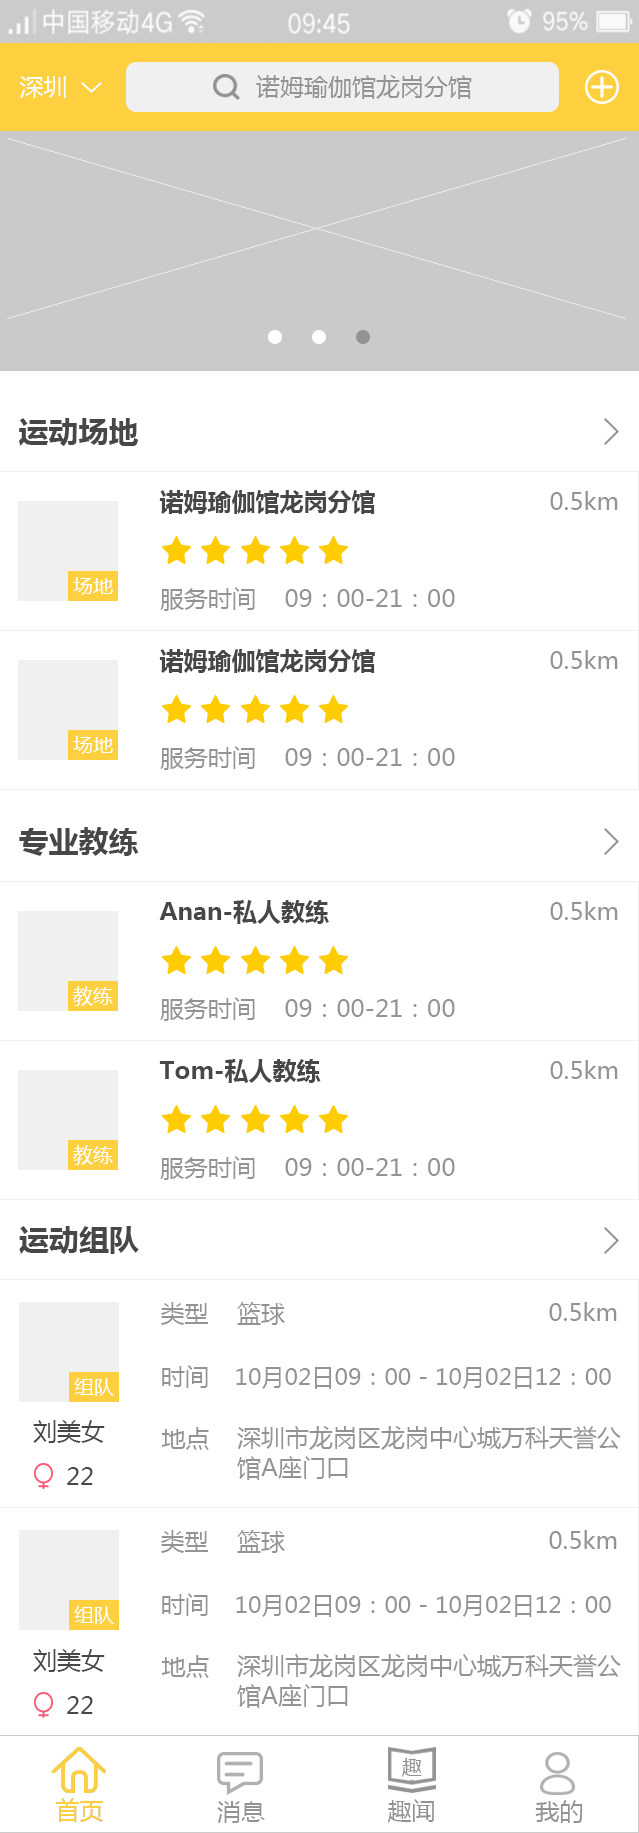 中国移动4G 09:45 95%
深圳 诺姆瑜伽馆龙岗分馆
运动场地
诺姆瑜伽馆龙岗分馆 0.5km
场地
服务时间 09：00-21：00
诺姆瑜伽馆龙岗分馆 0.5km
场地
服务时间 09：00-21：00
专业教练
Anan-私人教练 0.5km
教练
服务时间 09：00-21：00
Tom-私人教练 0.5km
教练
服务时间 09：00-21：00
运动组队
类型 篮球 0.5km
时间 10月02日09：00 - 10月02日12：00
组队
刘美女
22
地点 深圳市龙岗区龙岗中心城万科天誉公
馆A座门口
类型 篮球 0.5km
时间 10月02日09：00 - 10月02日12：00
组队
刘美女
22
地点 深圳市龙岗区龙岗中心城万科天誉公
馆A座门口
趣
首页 消息 趣闻 我的